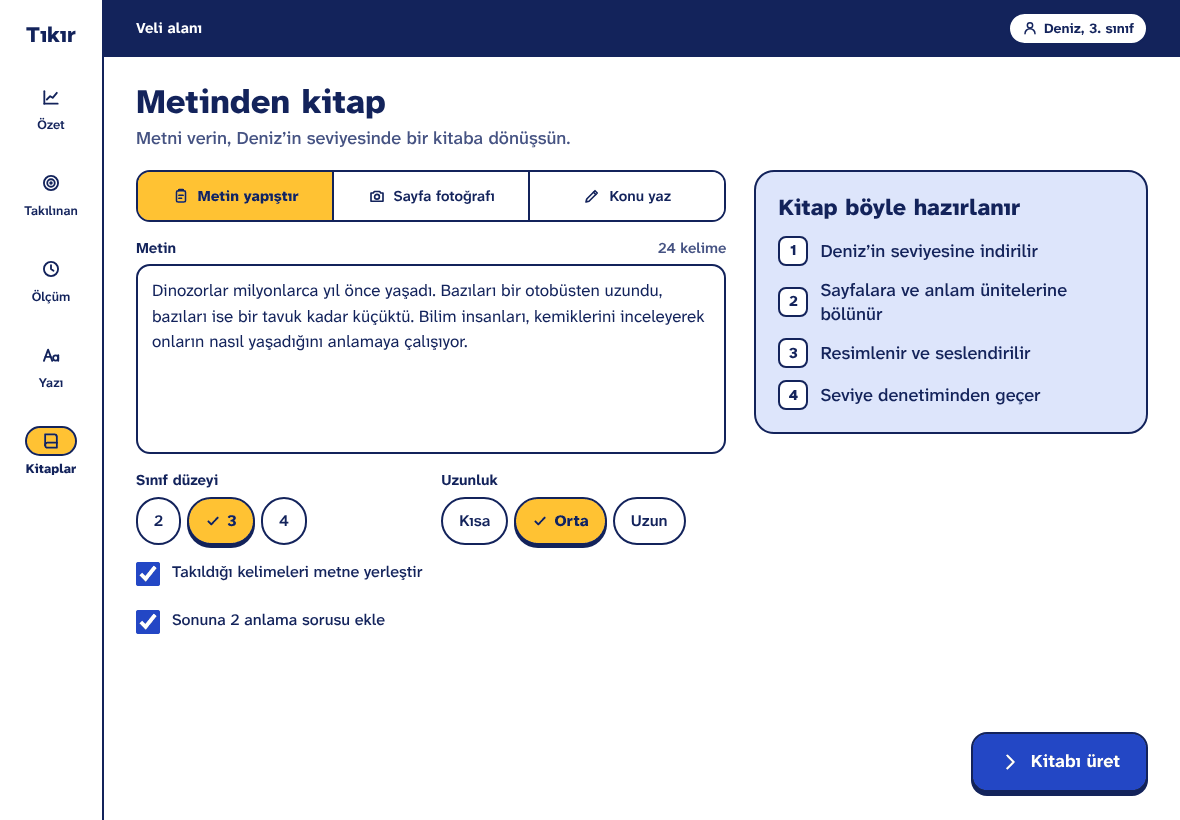 Tıkır
Özet
Takılınan
Ölçüm
Aa
Yazı
Kitaplar
Veli alanı
Deniz, 3. sınıf
Metinden kitap
Metni verin, Deniz’in seviyesinde bir kitaba dönüşsün.
Metin yapıştır
Sayfa fotoğrafı
Konu yaz
Metin
24 kelime
Dinozorlar milyonlarca yıl önce yaşadı. Bazıları bir otobüsten uzundu,
bazıları ise bir tavuk kadar küçüktü. Bilim insanları, kemiklerini inceleyerek
onların nasıl yaşadığını anlamaya çalışıyor.
Sınıf düzeyi
2
3
4
Uzunluk
Kısa
Orta
Uzun
Takıldığı kelimeleri metne yerleştir
Sonuna 2 anlama sorusu ekle
Kitap böyle hazırlanır
1 Deniz’in seviyesine indirilir
2 Sayfalara ve anlam ünitelerine
bölünür
3 Resimlenir ve seslendirilir
4 Seviye denetiminden geçer
Kitabı üret